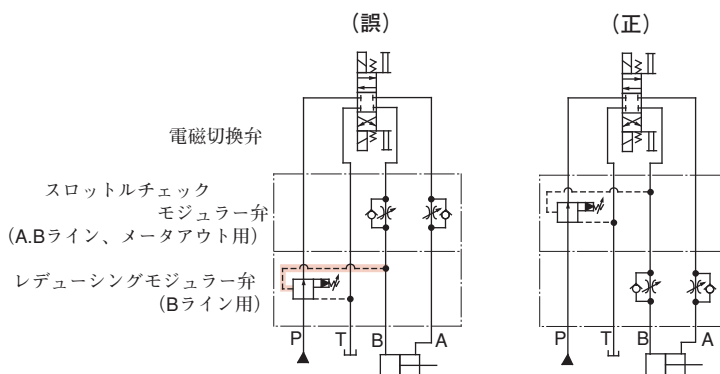 (誤)
(正)
電磁切換弁
スロットルチェック
モジュラー弁
(A.Bライン、メータアウト用)
レデューシングモジュラー弁
(Bライン用)
P T B A
P T B A